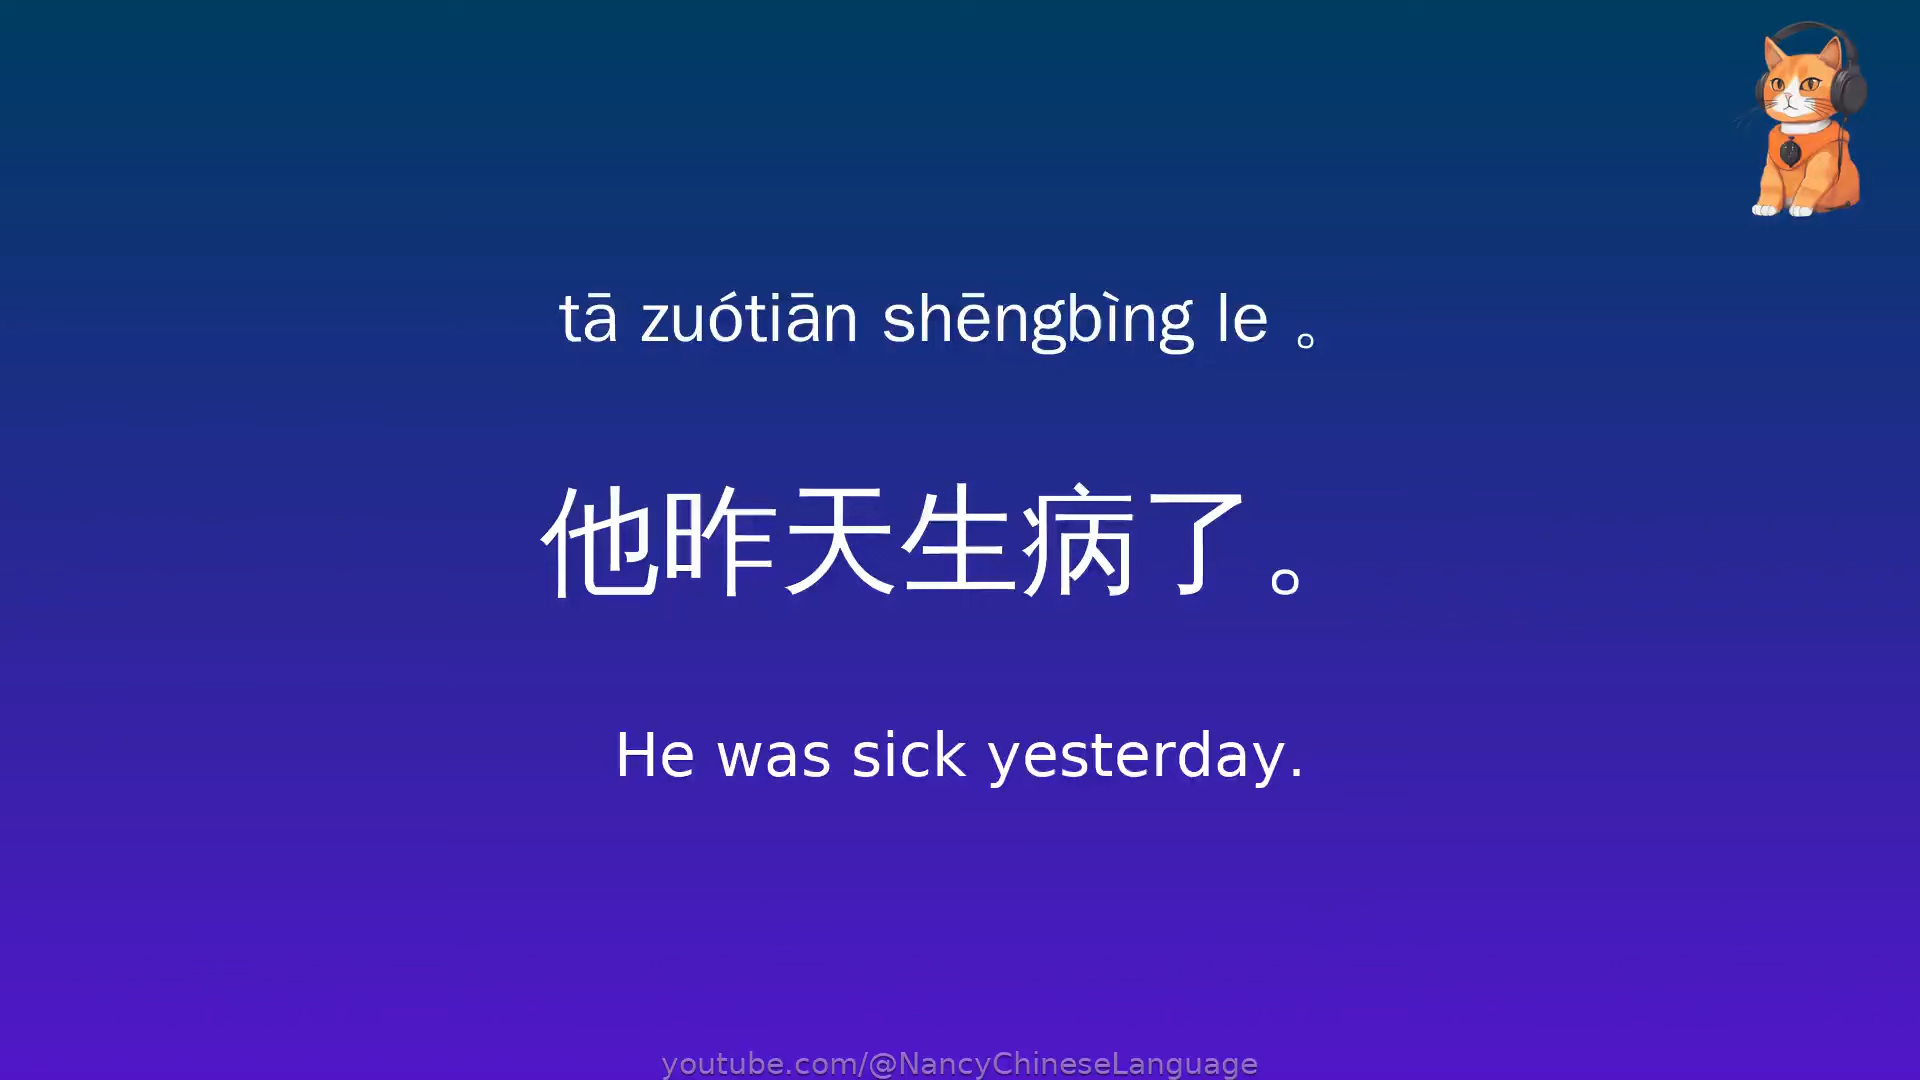 tā zuótiān shēngbìng le 。
他昨天生病了。
He was sick yesterday.
youtube.com/@NancyChineseLanguage